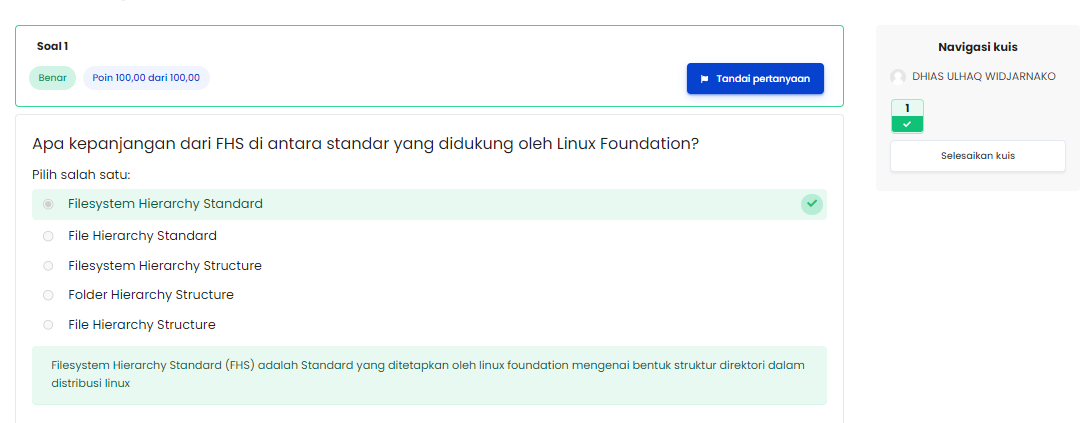 Soal 1
Benar
Poin 100,00 dari 100,00
Tandai pertanyaan
Apa kepanjangan dari FHS di antara standar yang didukung oleh Linux Foundation?
Pilih salah satu:
Filesystem Hierarchy Standard
File Hierarchy Standard
Filesystem Hierarchy Structure
Folder Hierarchy Structure
File Hierarchy Structure
Filesystem Hierarchy Standard (FHS) adalah Standard yang ditetapkan oleh linux foundation mengenai bentuk struktur direktori dalam
distribusi linux
Navigasi kuis
DHIAS ULHAQ WIDJARNAKO
1
Selesaikan kuis